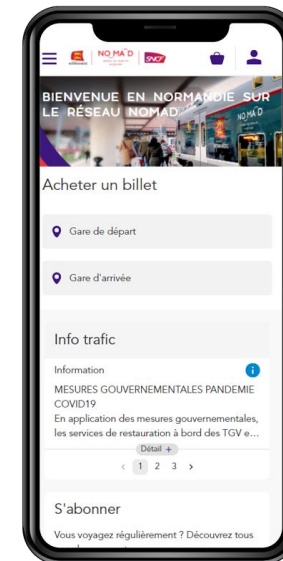 NOMAD
SNCF
BIENVENUE EN NORMANDIE SUR
LE RÉSEAU NOMAD
NOMAD
Acheter un billet
Gare de départ
Gare d'arrivée
Info trafic
Information
MESURES GOUVERNEMENTALES PANDEMIE
COVID19
En application des mesures gouvernementales,
les services de restauration à bord des TGV e...
Détail +
< 1 2 3 >
S'abonner
Vous voyagez régulièrement ? Découvrez tous